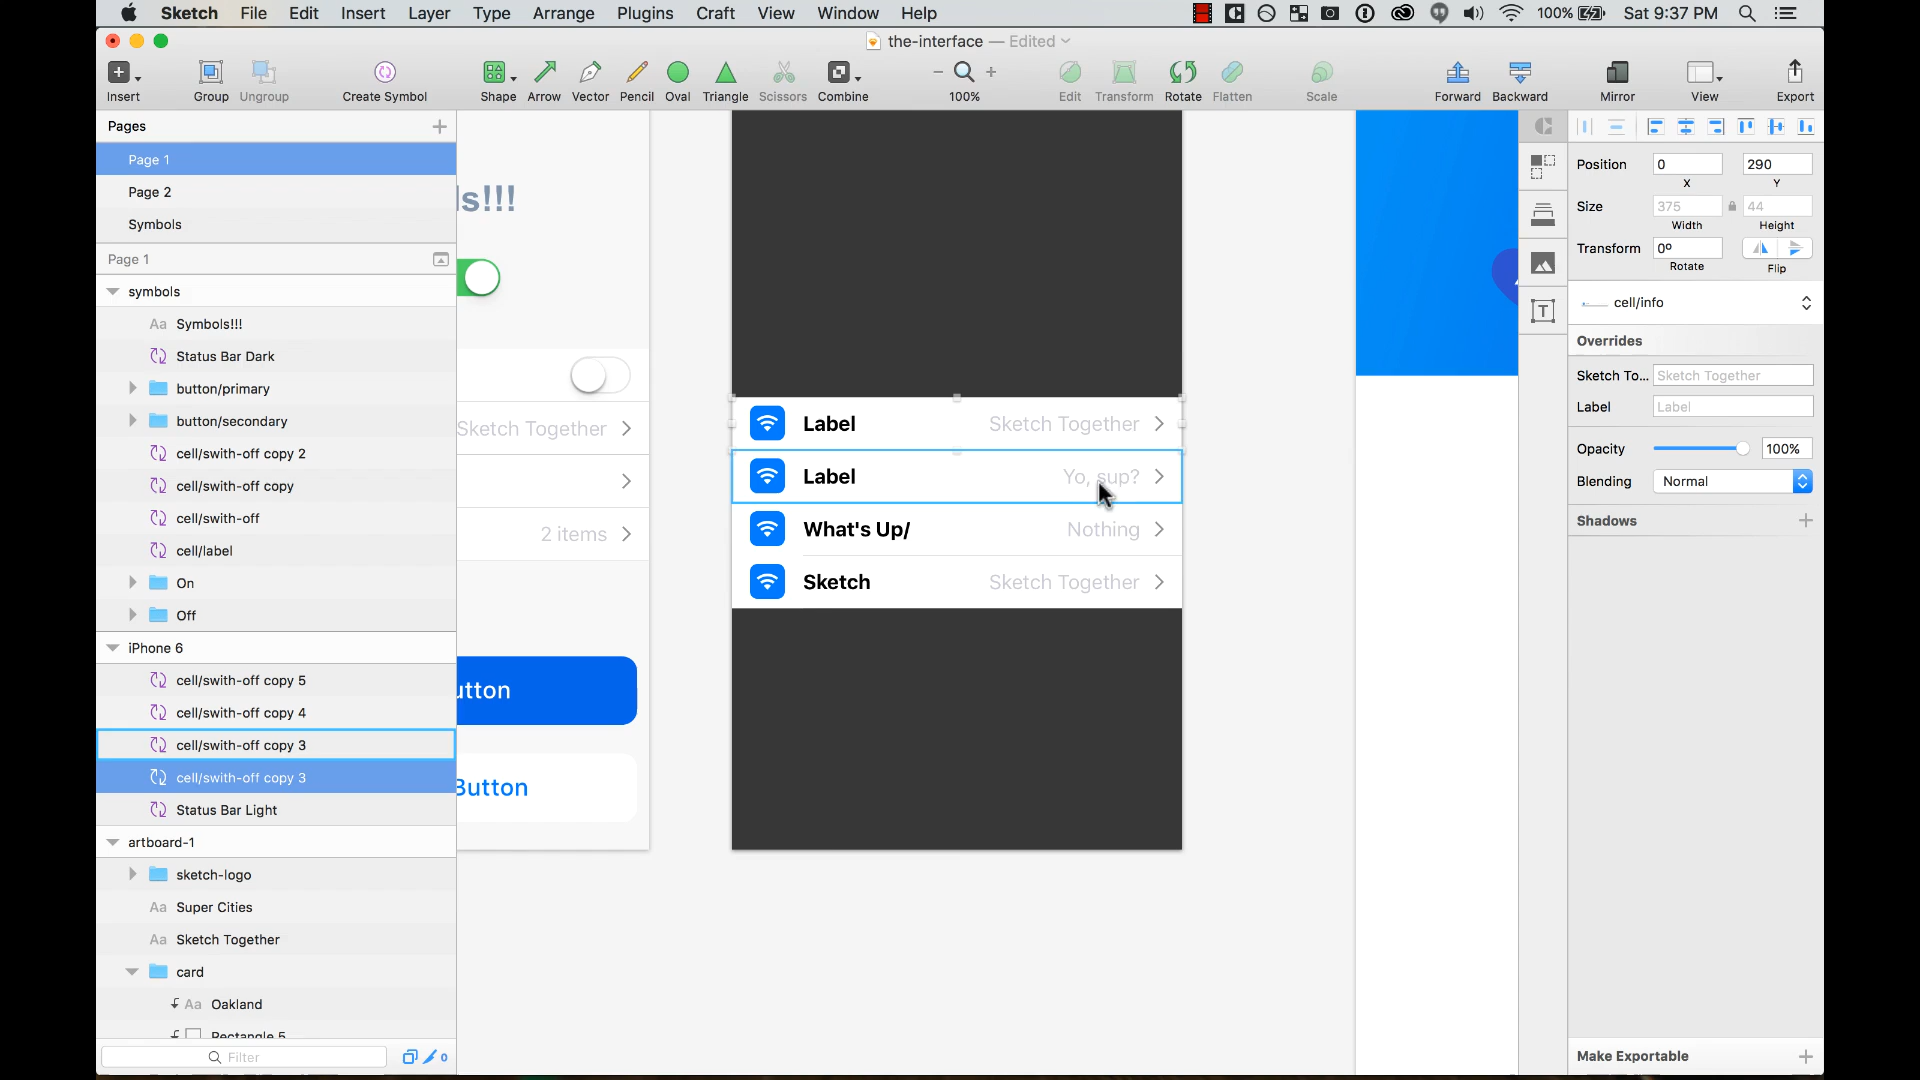 Sketch File Edit Insert Layer Type Arrange Plugins Craft View Window Help 100% Sat 9:37 PM
the-interface — Edited
Insert Group Ungroup Create Symbol Shape Arrow Vector Pencil Oval Triangle Scissors Combine 100% Edit Transform Rotate Flatten Scale Forward Backward Mirror View Export
Pages
Page 1
Page 2
Symbols
Page 1
symbols
Aa Symbols!!!
Status Bar Dark
button/primary
button/secondary
cell/swith-off copy 2
cell/swith-off copy
cell/swith-off
cell/label
On
Off
iPhone 6
cell/swith-off copy 5
cell/swith-off copy 4
cell/swith-off copy 3
cell/swith-off copy 3
Status Bar Light
artboard-1
sketch-logo
Aa Super Cities
Aa Sketch Together
card
Aa Oakland
Rectangle 5
Filter 0
ls!!!
Sketch Together
2 items
utton
Button
Label Sketch Together
Label Yo, sup?
What's Up/ Nothing
Sketch Sketch Together
T
Position 0 290
X Y
Size 375 44
Width Height
Transform 0º
Rotate Flip
cell/info
Overrides
Sketch To... Sketch Together
Label Label
Opacity 100%
Blending Normal
Shadows
Make Exportable